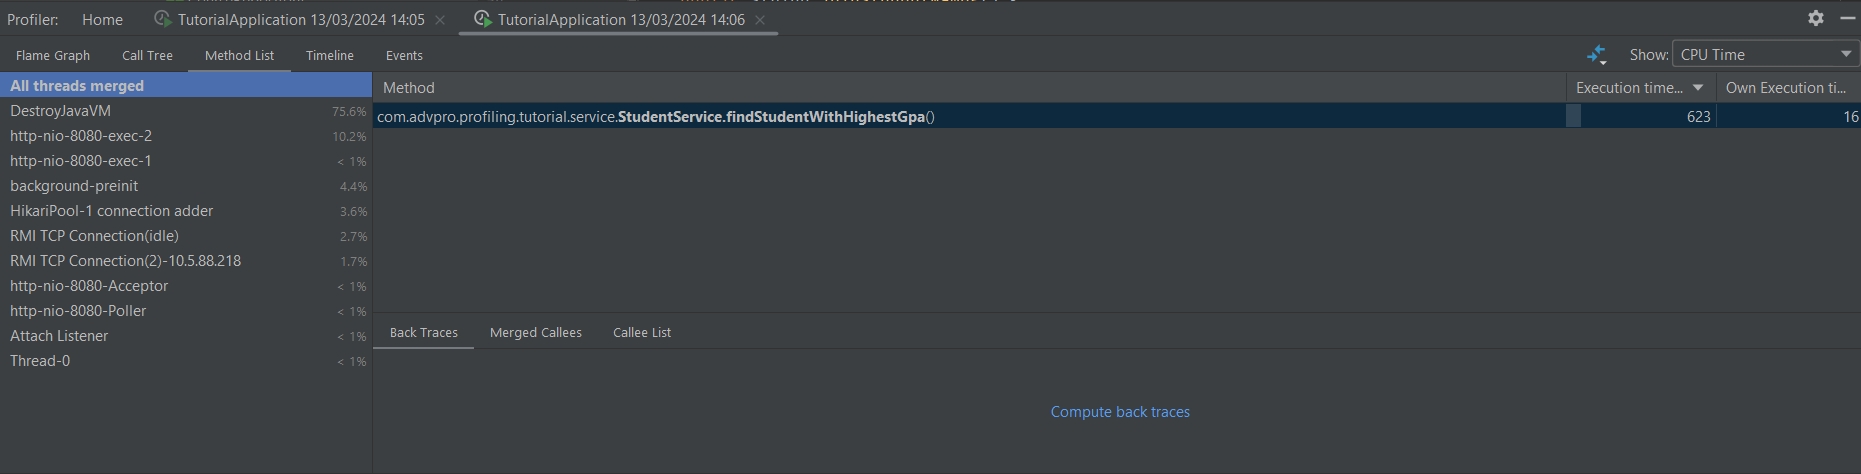 Profiler: Home TutorialApplication 13/03/2024 14:05 TutorialApplication 13/03/2024 14:06
Flame Graph Call Tree Method List Timeline Events Show: CPU Time
All threads merged
DestroyJavaVM 75.6%
http-nio-8080-exec-2 10.2%
http-nio-8080-exec-1 < 1%
background-preinit 4.4%
HikariPool-1 connection adder 3.6%
RMI TCP Connection(idle) 2.7%
RMI TCP Connection(2)-10.5.88.218 1.7%
http-nio-8080-Acceptor < 1%
http-nio-8080-Poller < 1%
Attach Listener < 1%
Thread-0 < 1%
Method Execution time... Own Execution ti...
com.advpro.profiling.tutorial.service.StudentService.findStudentWithHighestGpa() 623 16
Back Traces Merged Callees Callee List
Compute back traces